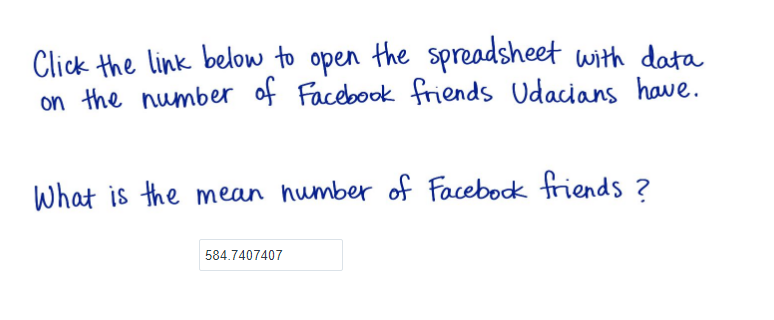 Click the link below to open the spreadsheet with data
on the number of Facebook friends Udacians have.
What is the mean number of Facebook friends ?
584.7407407